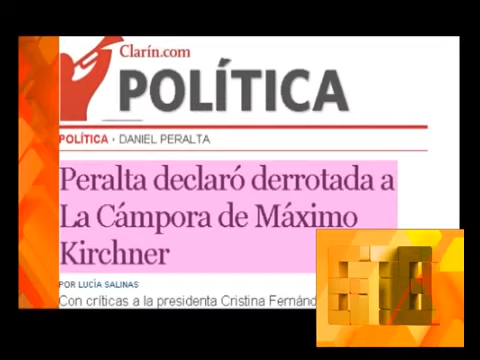 Clarín.com
POLÍTICA
POLÍTICA • DANIEL PERALTA
Peralta declaró derrotada a
La Cámpora de Máximo
Kirchner
POR LUCÍA SALINAS
Con críticas a la presidenta Cristina Fernánd